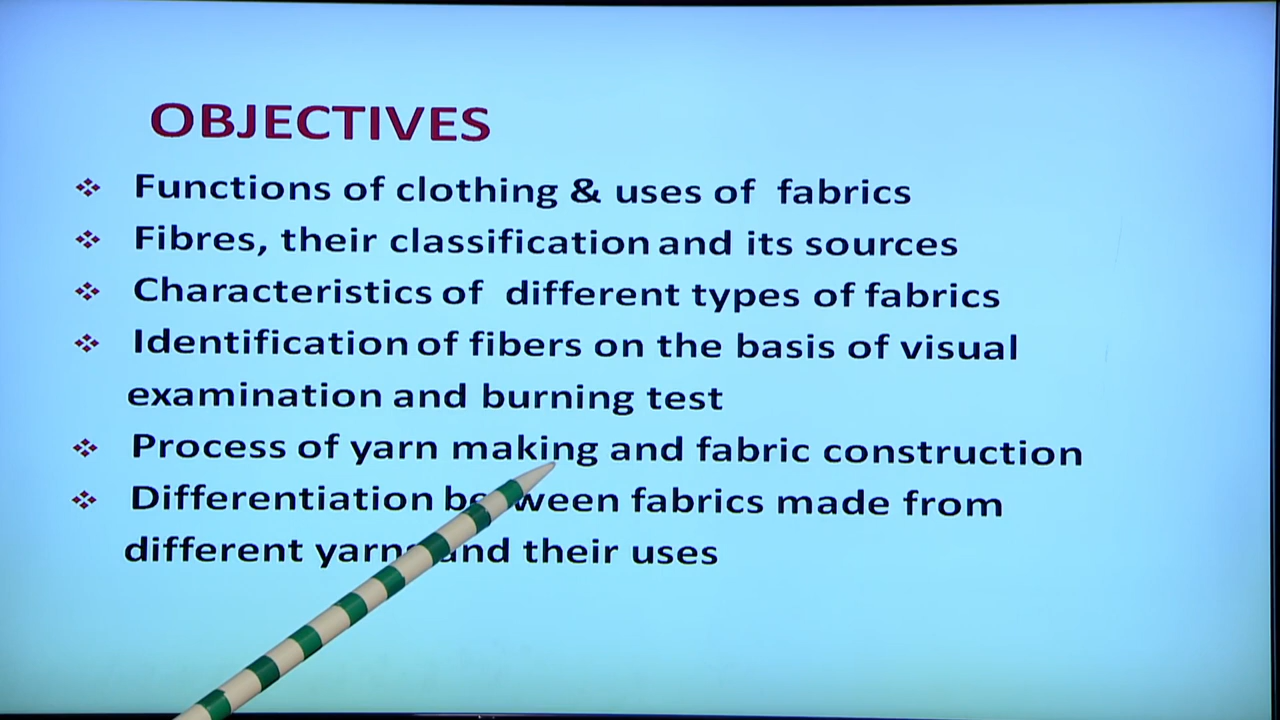 OBJECTIVES
❖ Functions of clothing & uses of fabrics
❖ Fibres, their classification and its sources
❖ Characteristics of different types of fabrics
❖ Identification of fibers on the basis of visual
examination and burning test
❖ Process of yarn making and fabric construction
❖ Differentiation between fabrics made from
different yarns and their uses